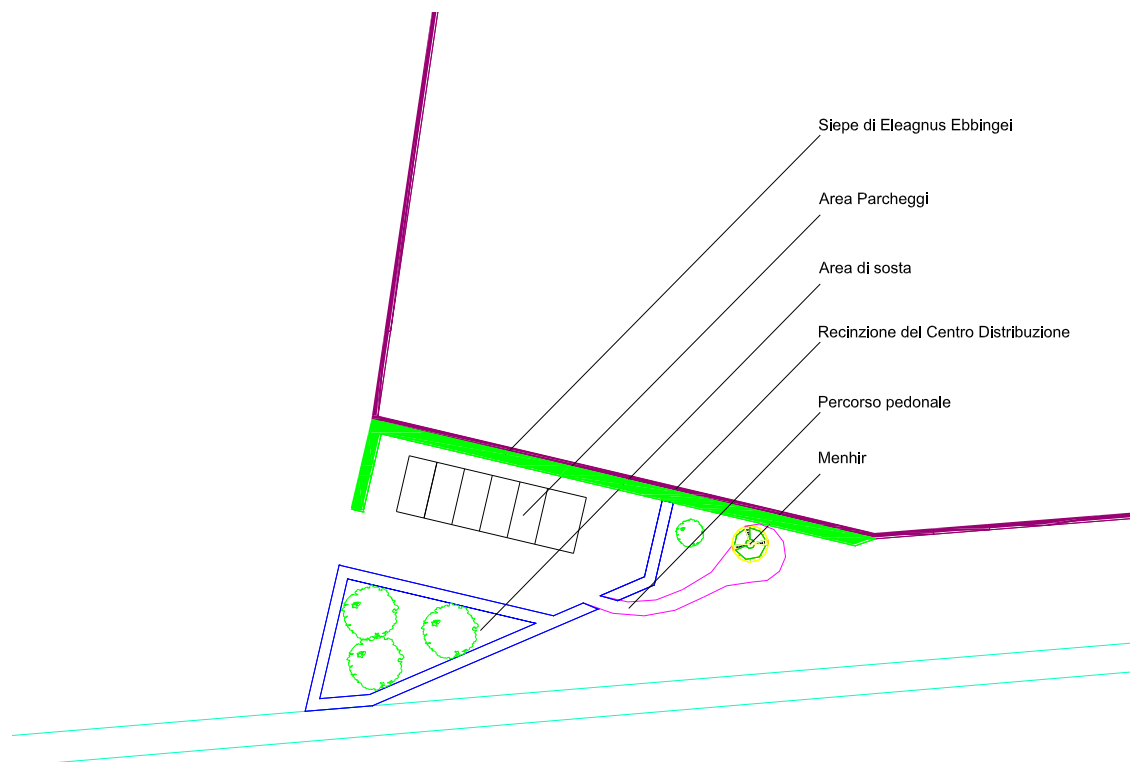 Siepe di Eleagnus Ebbingei
Area Parcheggi
Area di sosta
Recinzione del Centro Distribuzione
Percorso pedonale
Menhir